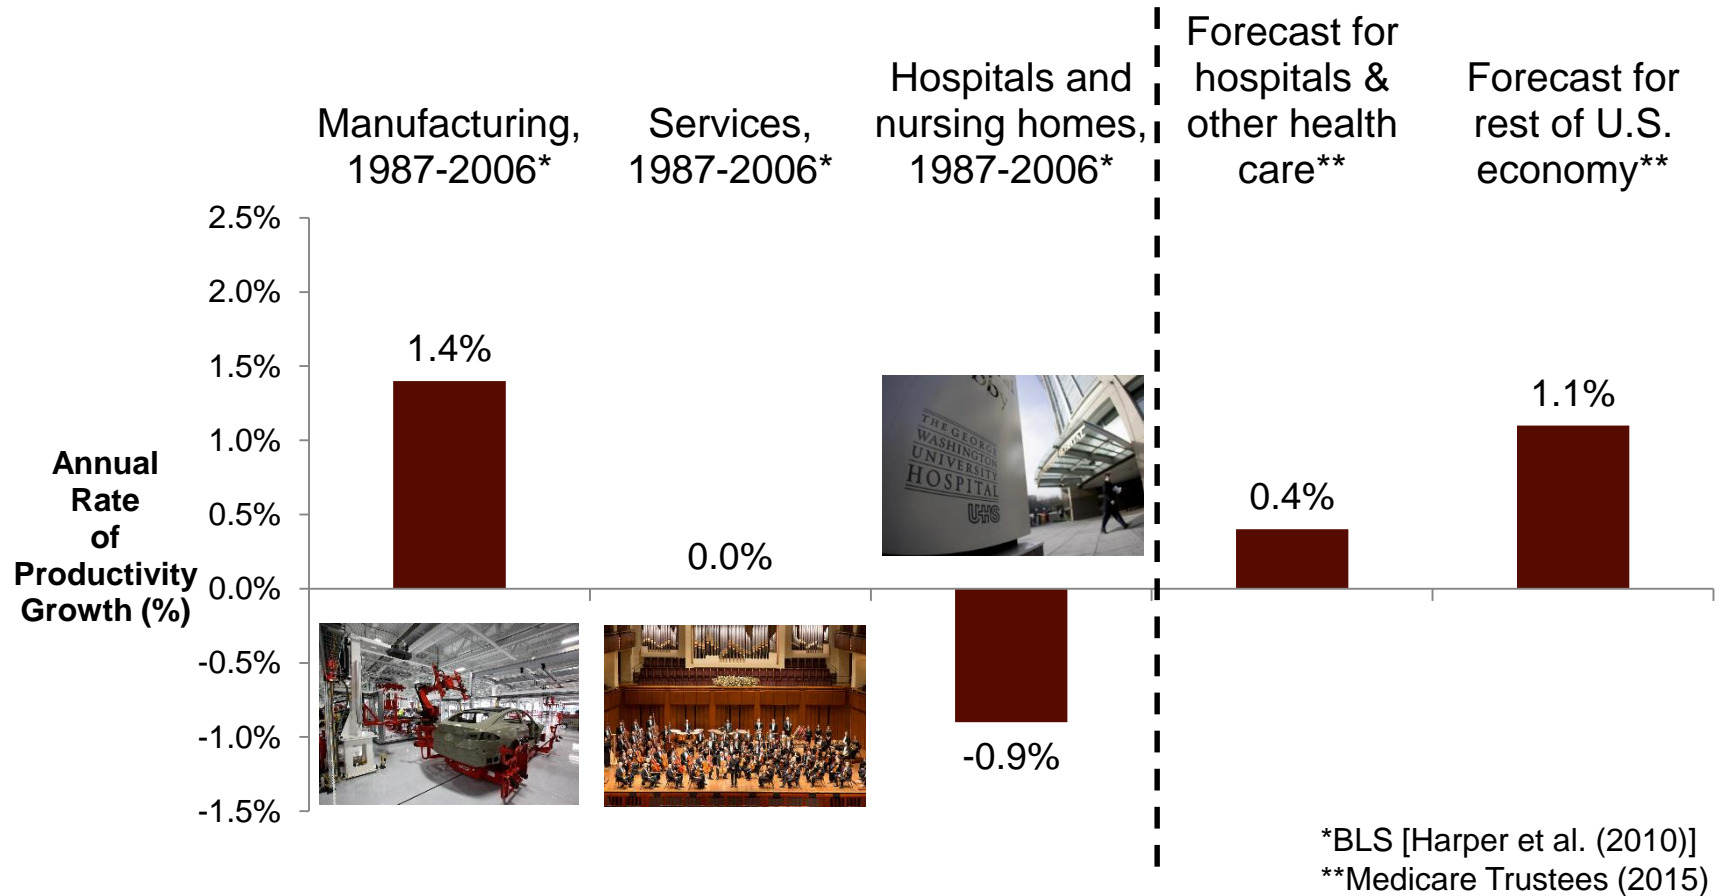 Manufacturing,
1987-2006*
Services,
1987-2006*
Hospitals and
nursing homes,
1987-2006*
Forecast for
hospitals &
other health
care**
Forecast for
rest of U.S.
economy**
Annual
Rate
of
Productivity
Growth (%)
2.5%
2.0%
1.5%
1.0%
0.5%
0.0%
-0.5%
-1.0%
-1.5%
1.4%
0.0%
-0.9%
0.4%
1.1%
THE GEORGE
WASHINGTON
UNIVERSITY
HOSPITAL
UHS
*BLS [Harper et al. (2010)]
**Medicare Trustees (2015)